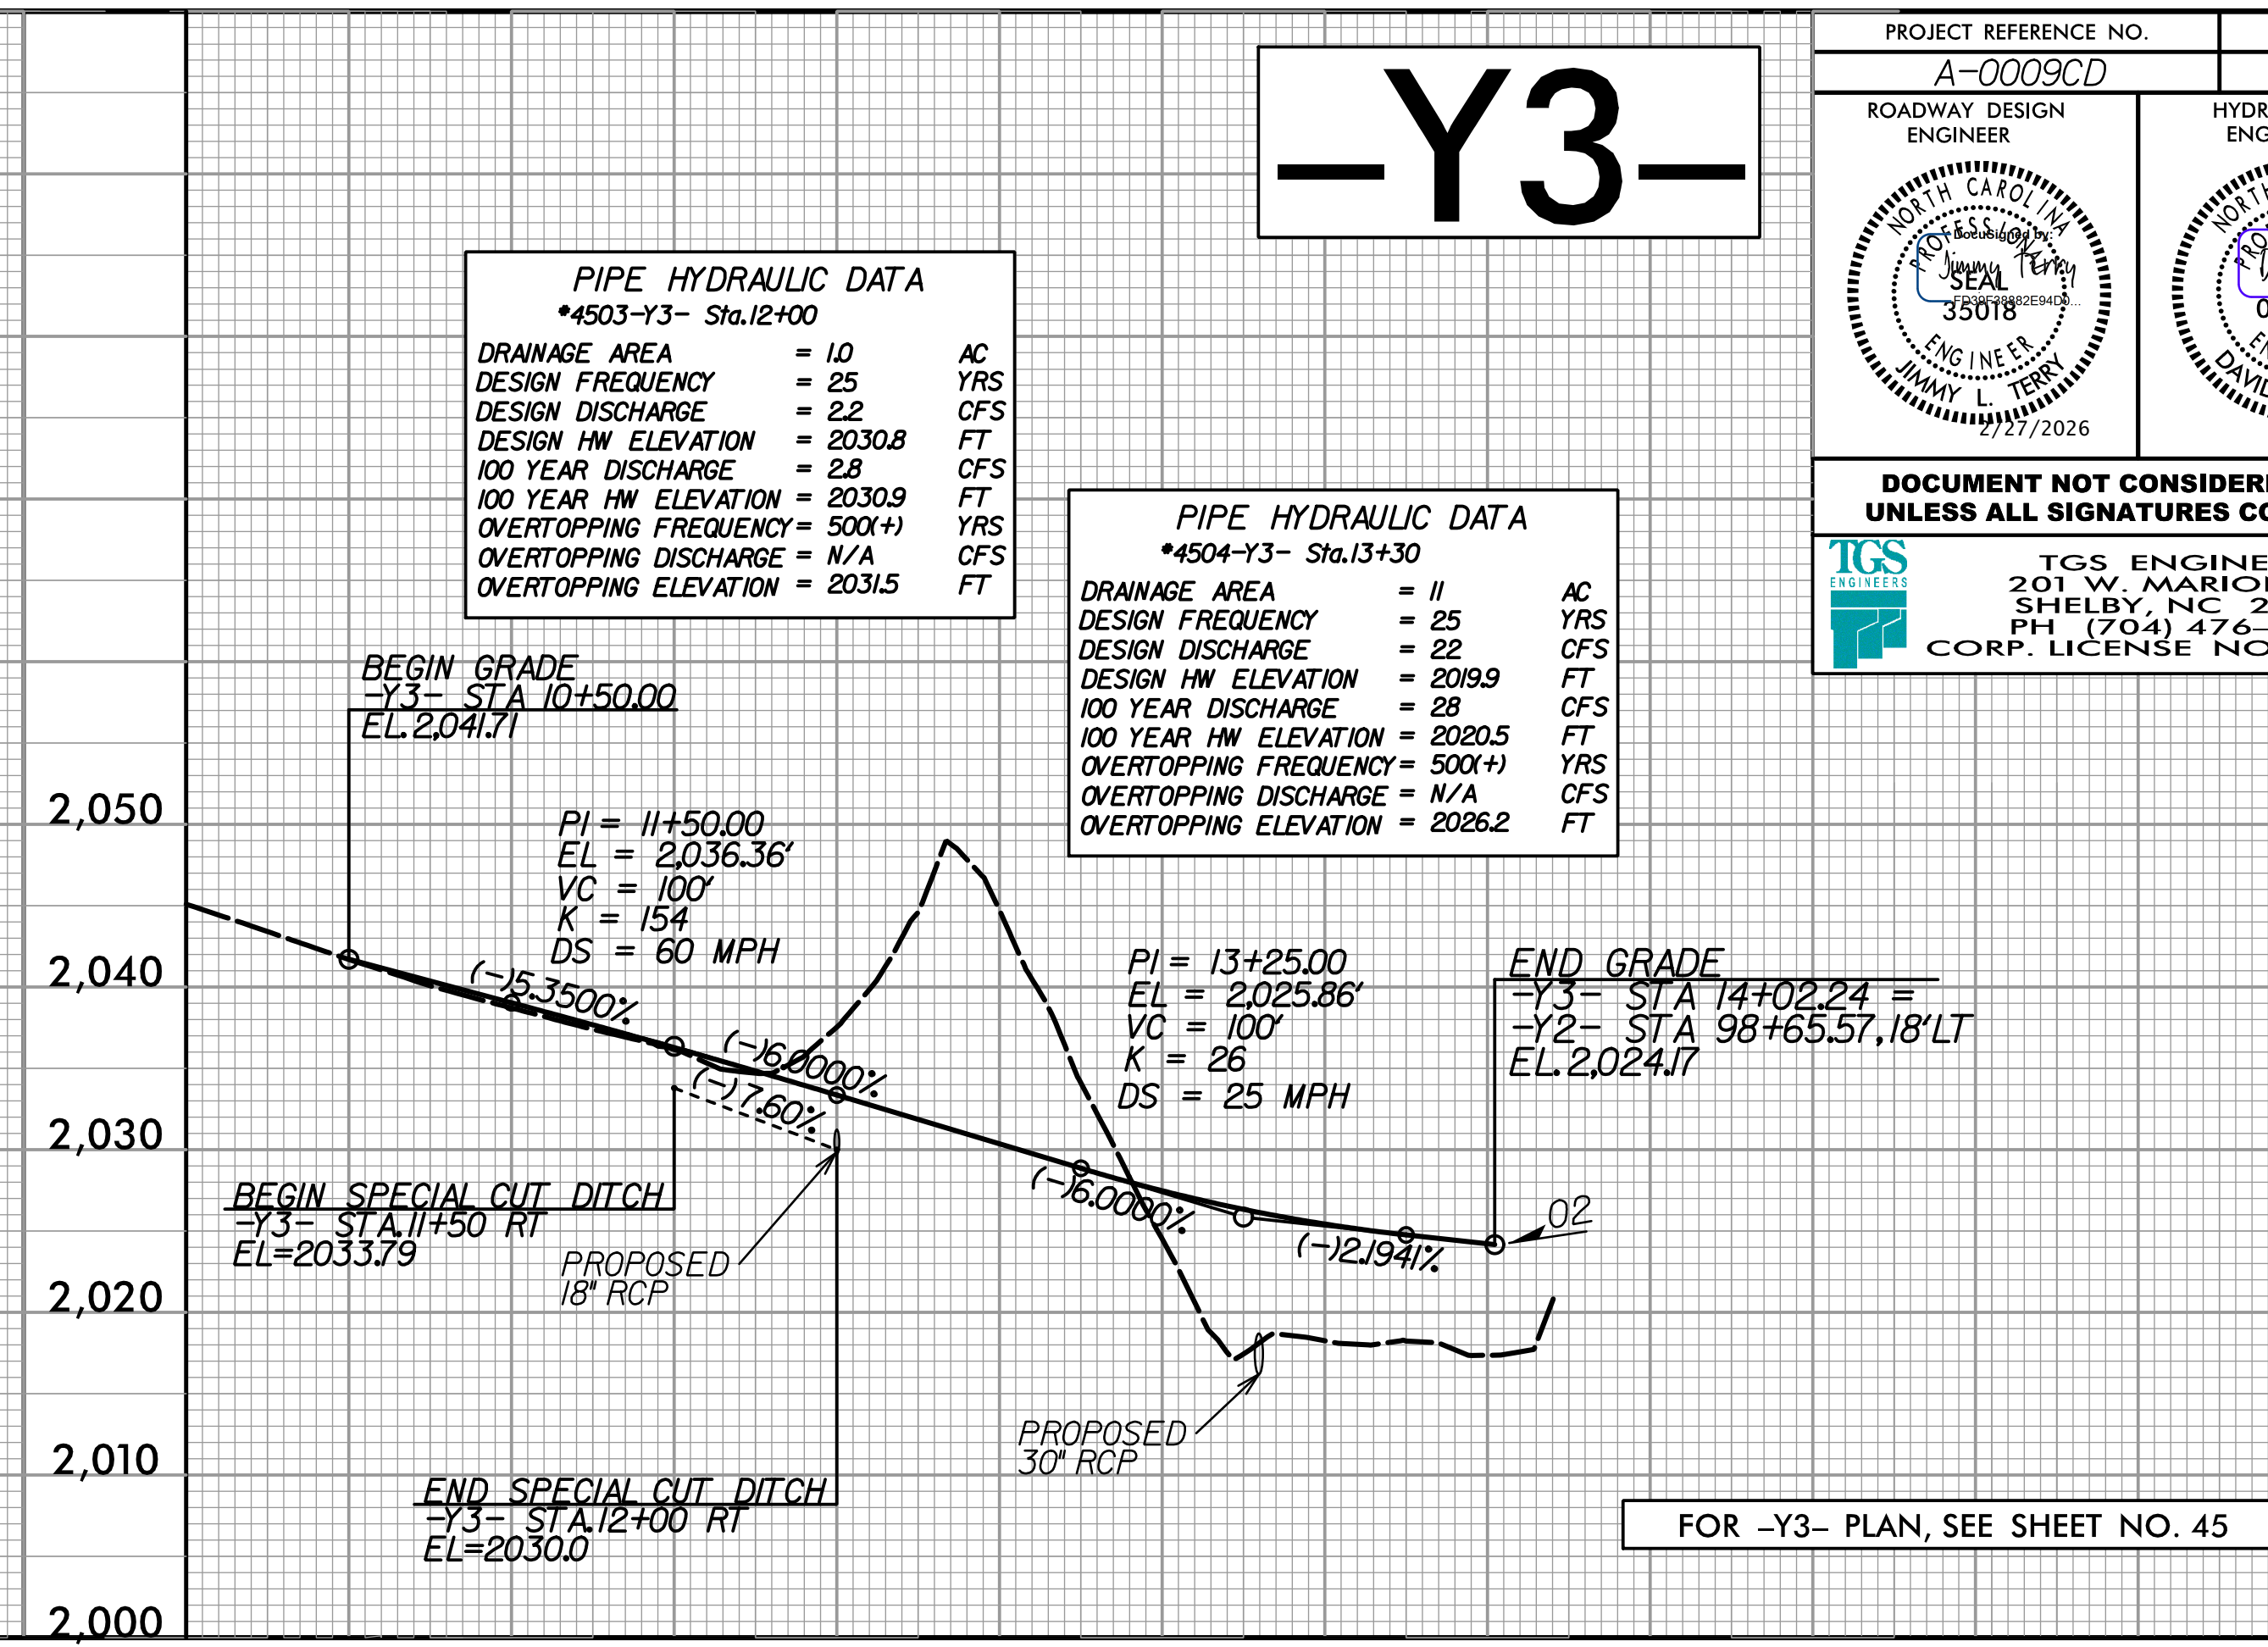 -Y3-
PROJECT REFERENCE NO.
A-0009CD
ROADWAY DESIGN
ENGINEER
NORTH CAROLINA
PROFESSIONAL
DocuSigned by:
Jimmy Terry
SEAL
FD39F38882E94D0...
35018
ENGINEER
JIMMY L. TERRY
2/27/2026
HYDR
ENG
NORTH
DAVI
DOCUMENT NOT CONSIDER
UNLESS ALL SIGNATURES CO
TGS
ENGINEERS
TGS ENGINE
201 W. MARIO
SHELBY, NC 2
PH (704) 476-
CORP. LICENSE NO
PIPE HYDRAULIC DATA
*4503-Y3- Sta.12+00
DRAINAGE AREA = 1.0 AC
DESIGN FREQUENCY = 25 YRS
DESIGN DISCHARGE = 2.2 CFS
DESIGN HW ELEVATION = 2030.8 FT
100 YEAR DISCHARGE = 2.8 CFS
100 YEAR HW ELEVATION = 2030.9 FT
OVERTOPPING FREQUENCY = 500(+) YRS
OVERTOPPING DISCHARGE = N/A CFS
OVERTOPPING ELEVATION = 2031.5 FT
PIPE HYDRAULIC DATA
*4504-Y3- Sta.13+30
DRAINAGE AREA = 11 AC
DESIGN FREQUENCY = 25 YRS
DESIGN DISCHARGE = 22 CFS
DESIGN HW ELEVATION = 2019.9 FT
100 YEAR DISCHARGE = 28 CFS
100 YEAR HW ELEVATION = 2020.5 FT
OVERTOPPING FREQUENCY = 500(+) YRS
OVERTOPPING DISCHARGE = N/A CFS
OVERTOPPING ELEVATION = 2026.2 FT
BEGIN GRADE
-Y3- STA 10+50.00
EL. 2,041.71
2,050
2,040
2,030
2,020
2,010
2,000
PI = 11+50.00
EL = 2,036.36'
VC = 100'
K = 154
DS = 60 MPH
(-)5.3500%
(-)6.0000%
(-)7.60%
PI = 13+25.00
EL = 2,025.86'
VC = 100'
K = 26
DS = 25 MPH
END GRADE
-Y3- STA 14+02.24 =
-Y2- STA 98+65.57, 18' LT
EL. 2,024.17
(-)6.0000%
(-)2.1941%
02
BEGIN SPECIAL CUT DITCH
-Y3- STA.11+50 RT
EL=2033.79
PROPOSED
18" RCP
PROPOSED
30" RCP
END SPECIAL CUT DITCH
-Y3- STA.12+00 RT
EL=2030.0
FOR -Y3- PLAN, SEE SHEET NO. 45